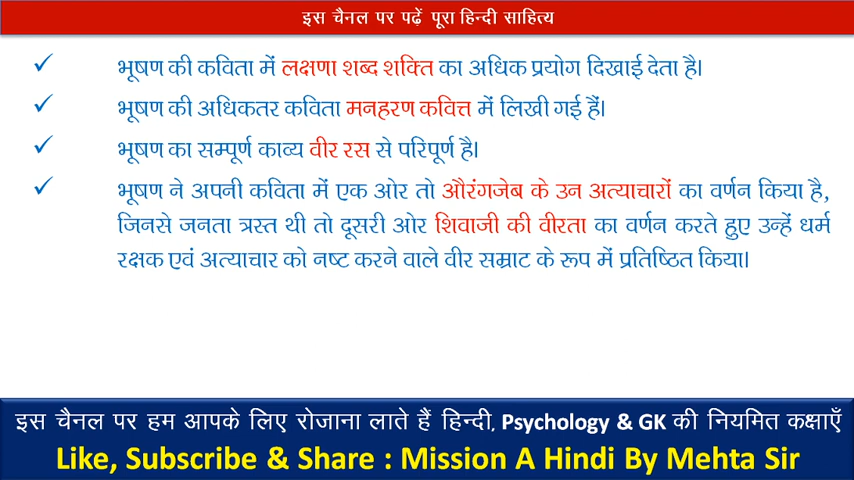 इस चैनल पर पढ़ें पूरा हिन्दी साहित्य
✓ भूषण की कविता में लक्षणा शब्द शक्ति का अधिक प्रयोग दिखाई देता है।
✓ भूषण की अधिकतर कविता मनहरण कवित्त में लिखी गई हैं।
✓ भूषण का सम्पूर्ण काव्य वीर रस से परिपूर्ण है।
✓ भूषण ने अपनी कविता में एक ओर तो औरंगजेब के उन अत्याचारों का वर्णन किया है,
जिनसे जनता त्रस्त थी तो दूसरी ओर शिवाजी की वीरता का वर्णन करते हुए उन्हें धर्म
रक्षक एवं अत्याचार को नष्ट करने वाले वीर सम्राट के रूप में प्रतिष्ठित किया।
इस चैनल पर हम आपके लिए रोजाना लाते हैं हिन्दी, Psychology & GK की नियमित कक्षाएँ
Like, Subscribe & Share : Mission A Hindi By Mehta Sir